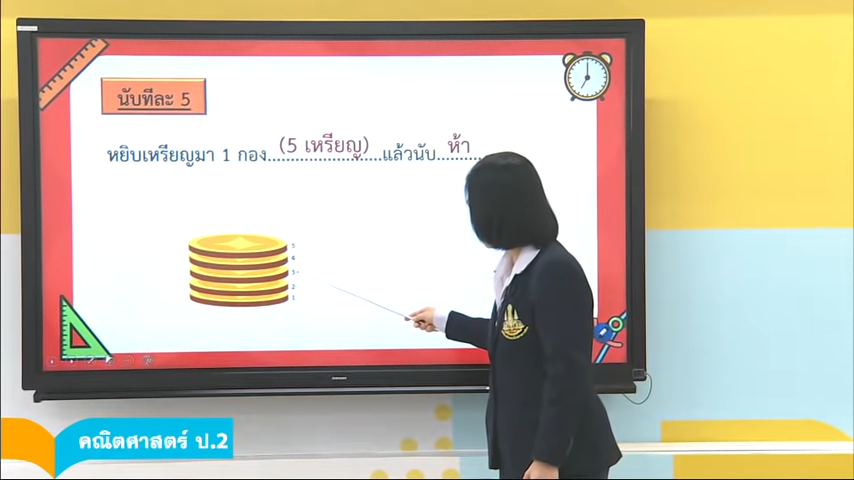 นับทีละ 5
หยิบเหรียญมา 1 กอง.....(5 เหรียญ).....แล้วนับ.....ห้า.....
5
4
3
2
1
คณิตศาสตร์ ป.2